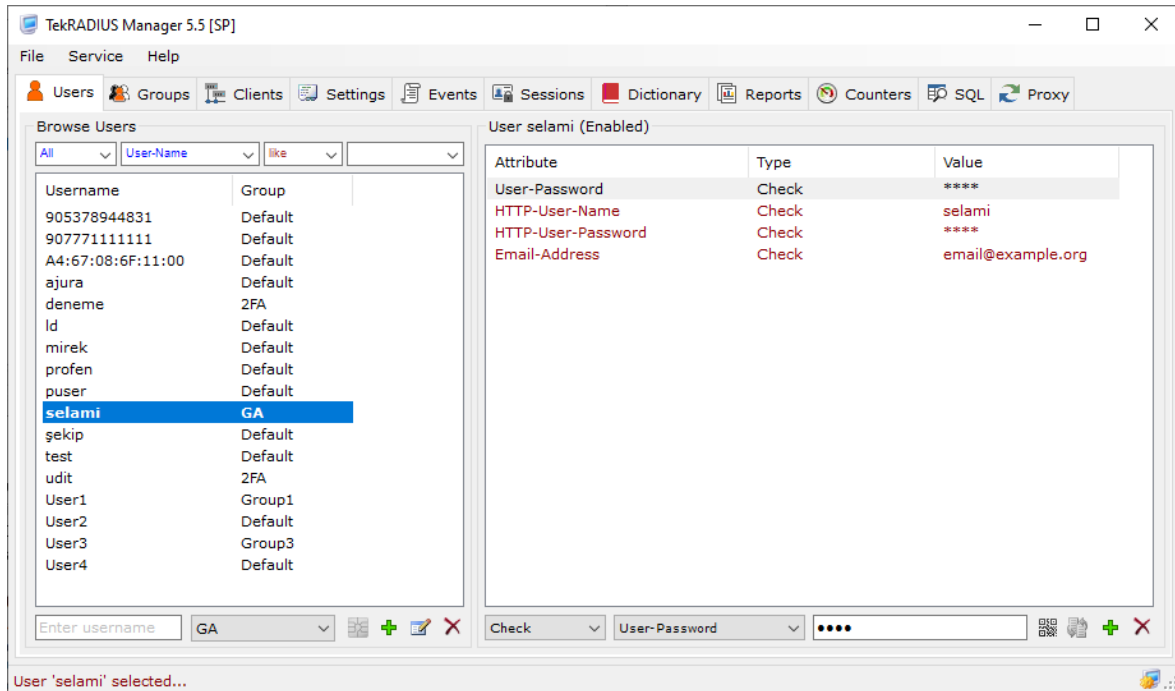 TekRADIUS Manager 5.5 [SP]
File Service Help
Users Groups Clients Settings Events Sessions Dictionary Reports Counters SQL Proxy
Browse Users
All User-Name like
Username Group
905378944831 Default
907771111111 Default
A4:67:08:6F:11:00 Default
ajura Default
deneme 2FA
ld Default
mirek Default
profen Default
puser Default
selami GA
şekip Default
test Default
udit 2FA
User1 Group1
User2 Default
User3 Group3
User4 Default
Enter username GA
User selami (Enabled)
Attribute Type Value
User-Password Check ****
HTTP-User-Name Check selami
HTTP-User-Password Check ****
Email-Address Check email@example.org
Check User-Password ••••
User 'selami' selected...